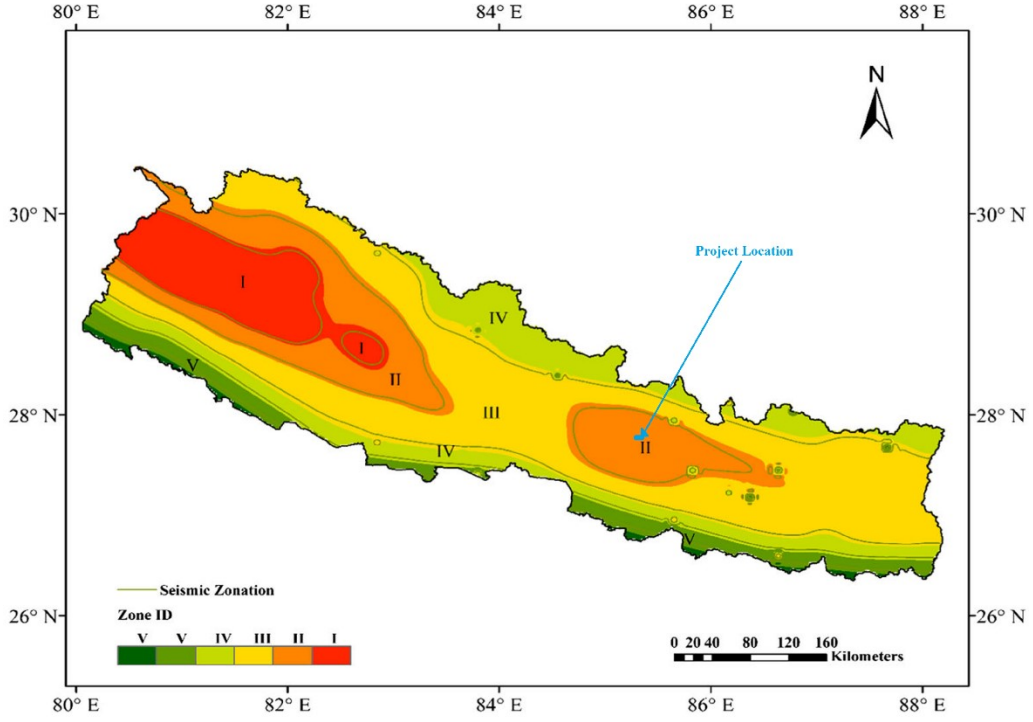 80° E 82° E 84° E 86° E 88° E
N
30° N 30° N
Project Location
I
IV
I
V
II
III
28° N 28° N
IV
II
V
26° N 26° N
Seismic Zonation
Zone ID
V V IV III II I
0 20 40 80 120 160
Kilometers
80° E 82° E 84° E 86° E 88° E